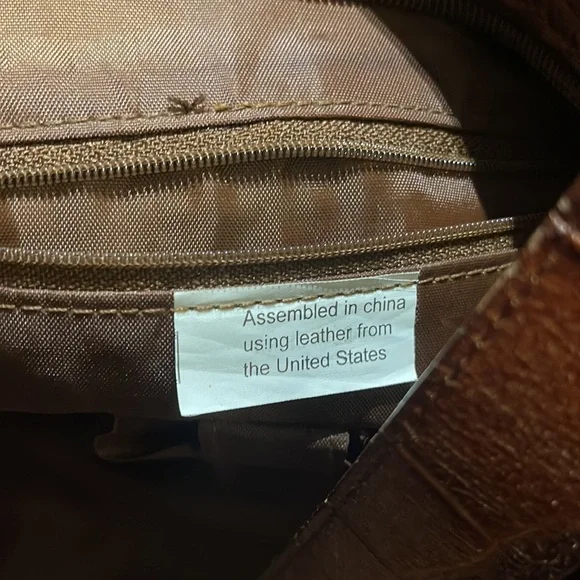 Assembled in china
using leather from
the United States